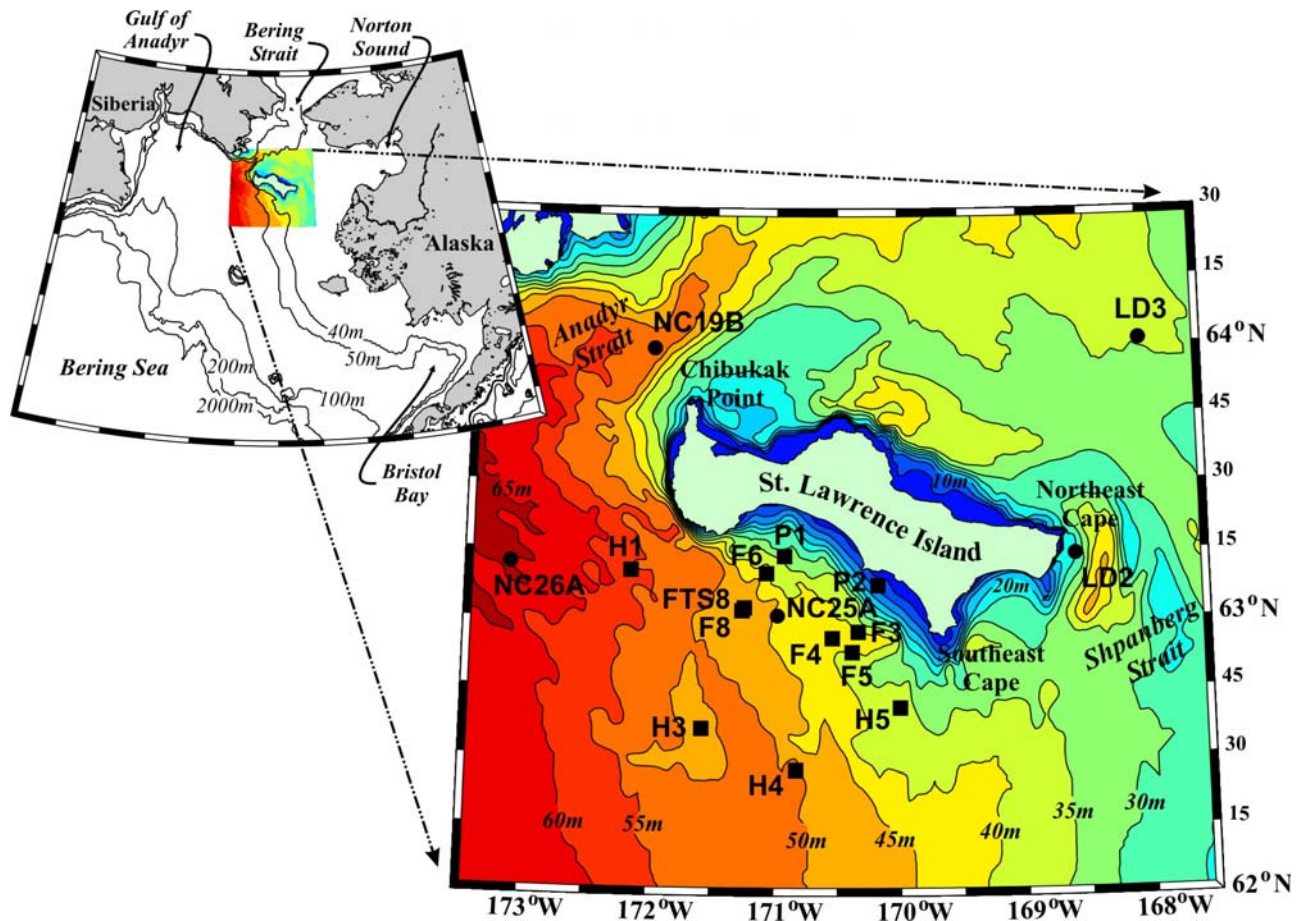 Gulf of
Anadyr
Bering
Strait
Norton
Sound
Siberia
Alaska
Bering Sea
40m
50m
200m
100m
2000m
Bristol
Bay
30
15
64°N
45
30
15
63°N
45
30
15
62°N
173°W
172°W
171°W
170°W
169°W
168°W
Anadyr
Strait
NC19B
LD3
Chibukak
Point
St. Lawrence Island
10m
Northeast
Cape
65m
NC26A
H1
F6
P1
P2
20m
LD2
FTS8
F8
NC25A
F3
F4
F5
Southeast
Cape
Shpanberg
Strait
H3
H5
H4
60m
55m
50m
45m
40m
35m
30m